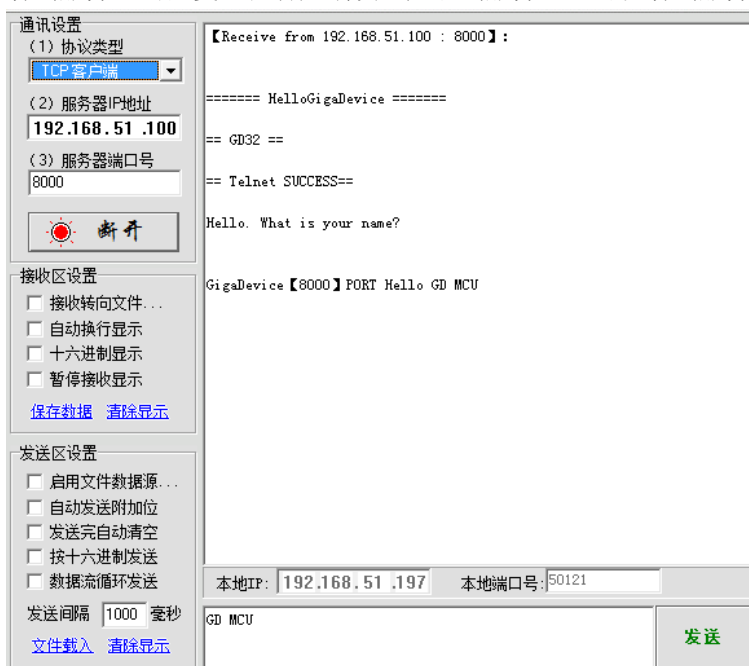 通讯设置
(1) 协议类型
TCP客户端
(2) 服务器IP地址
192.168.51.100
(3) 服务器端口号
8000
断开
接收区设置
接收转向文件...
自动换行显示
十六进制显示
暂停接收显示
保存数据 清除显示
发送区设置
启用文件数据源...
自动发送附加位
发送完自动清空
按十六进制发送
数据流循环发送
发送间隔 1000 毫秒
文件载入 清除显示
【Receive from 192.168.51.100 : 8000】:
======= HelloGigaDevice =======
== GD32 ==
== Telnet SUCCESS==
Hello. What is your name?
GigaDevice【8000】PORT Hello GD MCU
本地IP: 192.168.51.197 本地端口号: 50121
GD MCU
发送